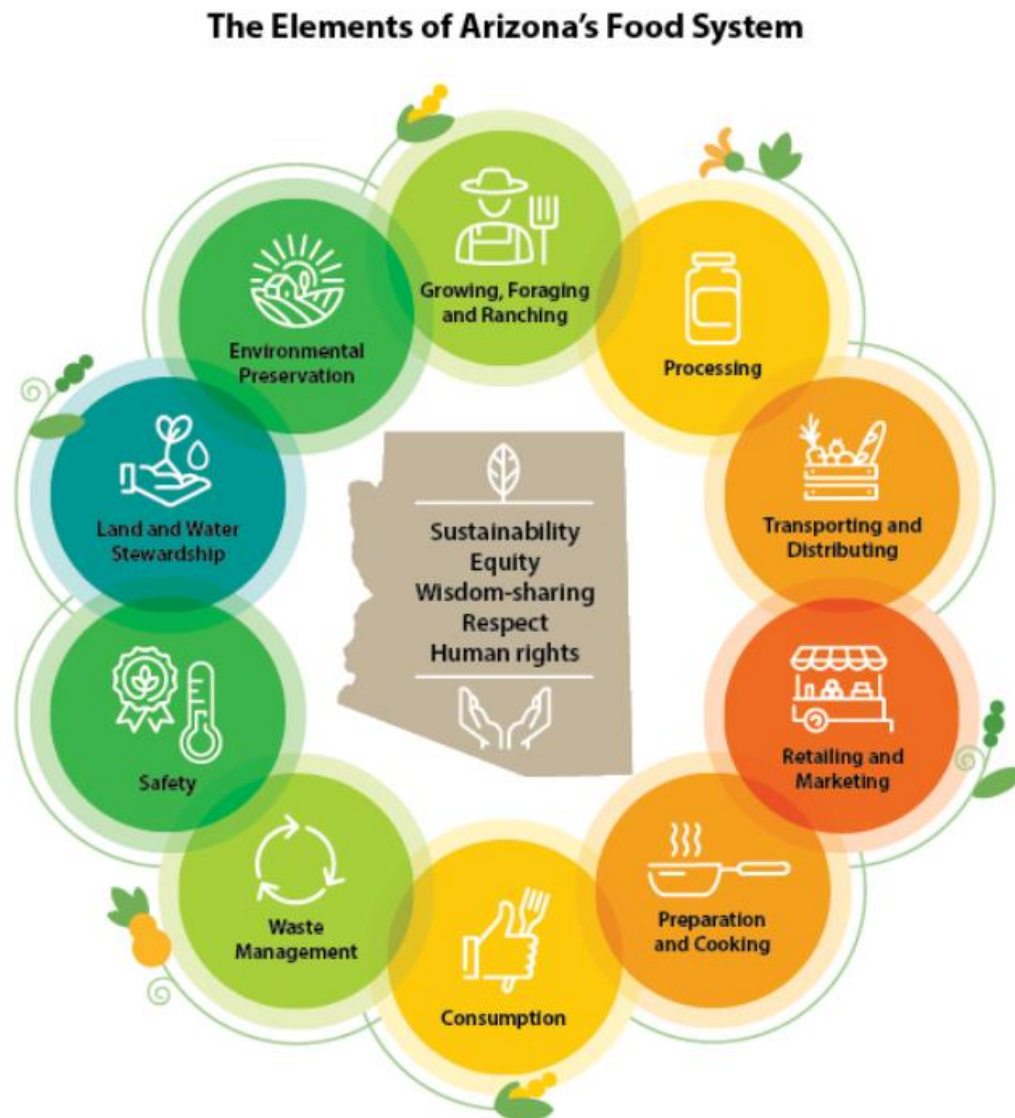 The Elements of Arizona's Food System
Growing, Foraging
and Ranching
Processing
Transporting and
Distributing
Retailing and
Marketing
Preparation
and Cooking
Consumption
Waste
Management
Safety
Land and Water
Stewardship
Environmental
Preservation
Sustainability
Equity
Wisdom-sharing
Respect
Human rights